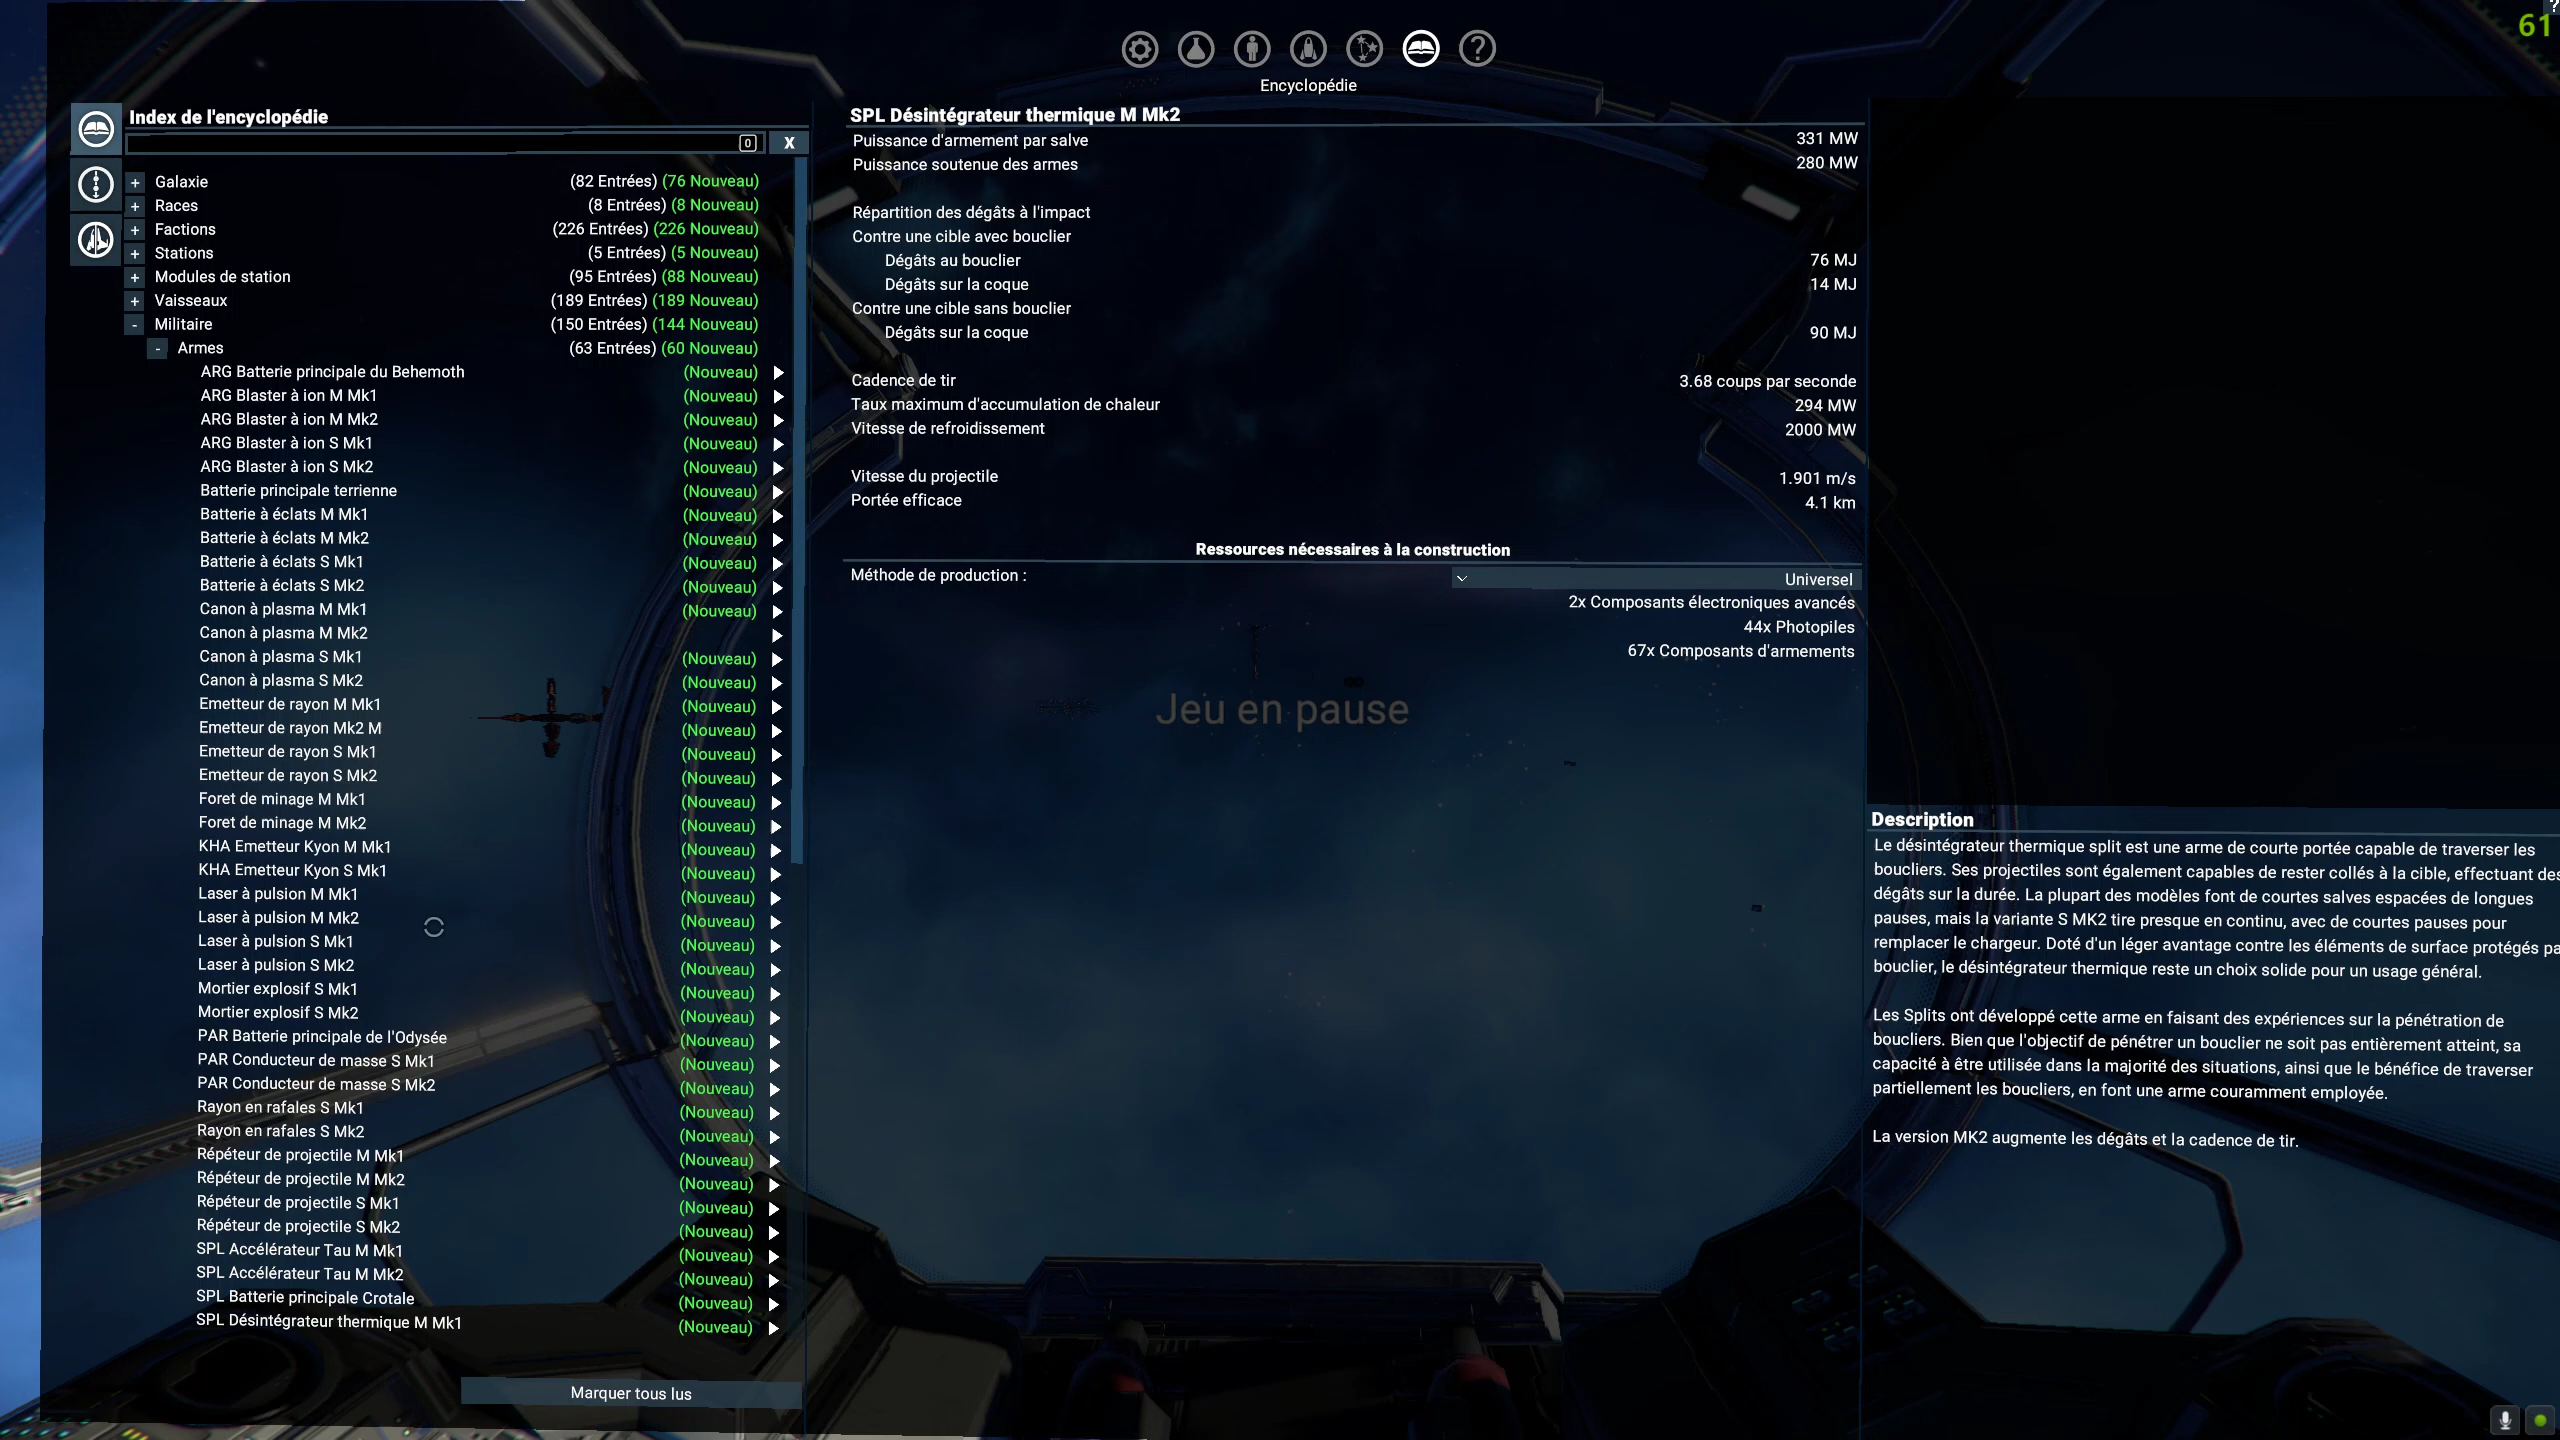 61
?
Encyclopédie
Index de l'encyclopédie
0
X
+ Galaxie (82 Entrées) (76 Nouveau)
+ Races (8 Entrées) (8 Nouveau)
+ Factions (226 Entrées) (226 Nouveau)
+ Stations (5 Entrées) (5 Nouveau)
+ Modules de station (95 Entrées) (88 Nouveau)
+ Vaisseaux (189 Entrées) (189 Nouveau)
- Militaire (150 Entrées) (144 Nouveau)
- Armes (63 Entrées) (60 Nouveau)
ARG Batterie principale du Behemoth (Nouveau)
ARG Blaster à ion M Mk1 (Nouveau)
ARG Blaster à ion M Mk2 (Nouveau)
ARG Blaster à ion S Mk1 (Nouveau)
ARG Blaster à ion S Mk2 (Nouveau)
Batterie principale terrienne (Nouveau)
Batterie à éclats M Mk1 (Nouveau)
Batterie à éclats M Mk2 (Nouveau)
Batterie à éclats S Mk1 (Nouveau)
Batterie à éclats S Mk2 (Nouveau)
Canon à plasma M Mk1 (Nouveau)
Canon à plasma M Mk2
Canon à plasma S Mk1 (Nouveau)
Canon à plasma S Mk2 (Nouveau)
Emetteur de rayon M Mk1 (Nouveau)
Emetteur de rayon Mk2 M (Nouveau)
Emetteur de rayon S Mk1 (Nouveau)
Emetteur de rayon S Mk2 (Nouveau)
Foret de minage M Mk1 (Nouveau)
Foret de minage M Mk2 (Nouveau)
KHA Emetteur Kyon M Mk1 (Nouveau)
KHA Emetteur Kyon S Mk1 (Nouveau)
Laser à pulsion M Mk1 (Nouveau)
Laser à pulsion M Mk2 (Nouveau)
Laser à pulsion S Mk1 (Nouveau)
Laser à pulsion S Mk2 (Nouveau)
Mortier explosif S Mk1 (Nouveau)
Mortier explosif S Mk2 (Nouveau)
PAR Batterie principale de l'Odysée (Nouveau)
PAR Conducteur de masse S Mk1 (Nouveau)
PAR Conducteur de masse S Mk2 (Nouveau)
Rayon en rafales S Mk1 (Nouveau)
Rayon en rafales S Mk2 (Nouveau)
Répéteur de projectile M Mk1 (Nouveau)
Répéteur de projectile M Mk2 (Nouveau)
Répéteur de projectile S Mk1 (Nouveau)
Répéteur de projectile S Mk2 (Nouveau)
SPL Accélérateur Tau M Mk1 (Nouveau)
SPL Accélérateur Tau M Mk2 (Nouveau)
SPL Batterie principale Crotale (Nouveau)
SPL Désintégrateur thermique M Mk1 (Nouveau)
Marquer tous lus
SPL Désintégrateur thermique M Mk2
Puissance d'armement par salve 331 MW
Puissance soutenue des armes 280 MW
Répartition des dégâts à l'impact
Contre une cible avec bouclier
Dégâts au bouclier 76 MJ
Dégâts sur la coque 14 MJ
Contre une cible sans bouclier
Dégâts sur la coque 90 MJ
Cadence de tir 3.68 coups par seconde
Taux maximum d'accumulation de chaleur 294 MW
Vitesse de refroidissement 2000 MW
Vitesse du projectile 1.901 m/s
Portée efficace 4.1 km
Ressources nécessaires à la construction
Méthode de production : Universel
2x Composants électroniques avancés
44x Photopiles
67x Composants d'armements
Jeu en pause
Description
Le désintégrateur thermique split est une arme de courte portée capable de traverser les
boucliers. Ses projectiles sont également capables de rester collés à la cible, effectuant des
dégâts sur la durée. La plupart des modèles font de courtes salves espacées de longues
pauses, mais la variante S MK2 tire presque en continu, avec de courtes pauses pour
remplacer le chargeur. Doté d'un léger avantage contre les éléments de surface protégés pa
bouclier, le désintégrateur thermique reste un choix solide pour un usage général.
Les Splits ont développé cette arme en faisant des expériences sur la pénétration de
boucliers. Bien que l'objectif de pénétrer un bouclier ne soit pas entièrement atteint, sa
capacité à être utilisée dans la majorité des situations, ainsi que le bénéfice de traverser
partiellement les boucliers, en font une arme couramment employée.
La version MK2 augmente les dégâts et la cadence de tir.